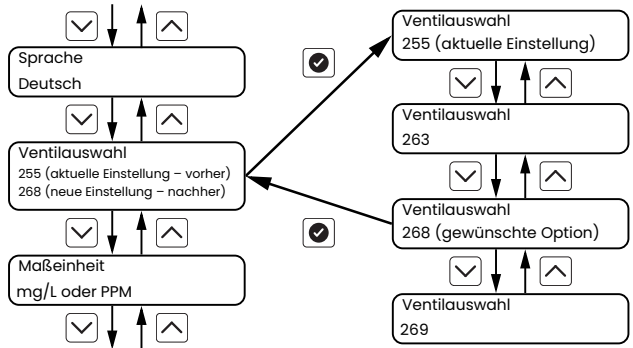 Sprache
Deutsch
Ventilauswahl
255 (aktuelle Einstellung – vorher)
268 (neue Einstellung – nachher)
Maßeinheit
mg/L oder PPM
Ventilauswahl
255 (aktuelle Einstellung)
Ventilauswahl
263
Ventilauswahl
268 (gewünschte Option)
Ventilauswahl
269